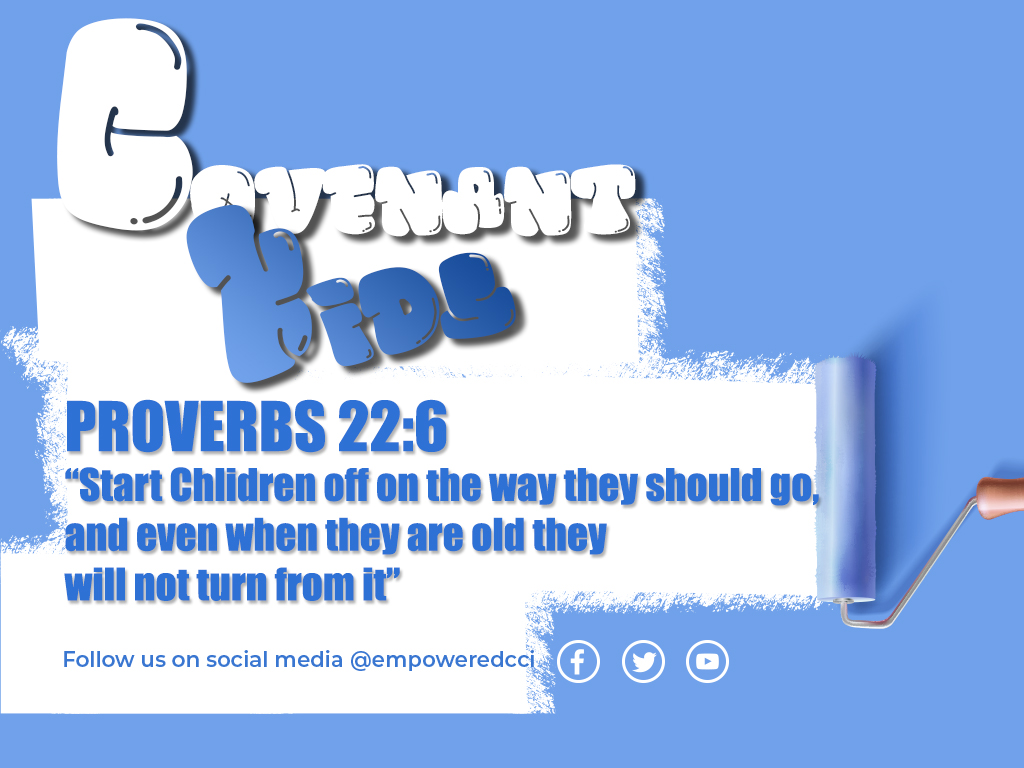 COVENANT
KiDS
PROVERBS 22:6
“Start Chlidren off on the way they should go,
and even when they are old they
will not turn from it”
Follow us on social media @empoweredcci